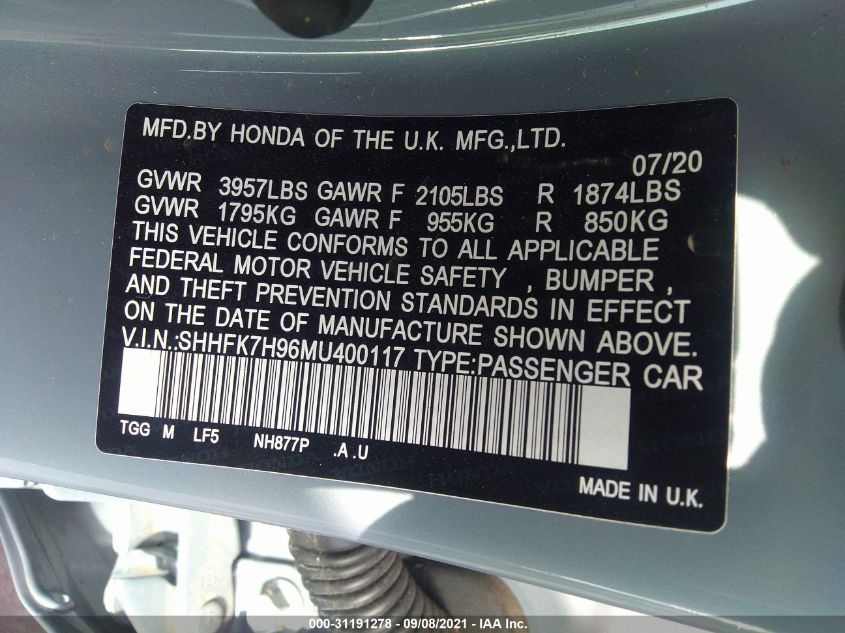 MFD.BY HONDA OF THE U.K. MFG.,LTD.
07/20
GVWR 3957LBS GAWR F 2105LBS R 1874LBS
GVWR 1795KG GAWR F 955KG R 850KG
THIS VEHICLE CONFORMS TO ALL APPLICABLE
FEDERAL MOTOR VEHICLE SAFETY , BUMPER ,
AND THEFT PREVENTION STANDARDS IN EFFECT
ON THE DATE OF MANUFACTURE SHOWN ABOVE.
V.I.N.:SHHFK7H96MU400117 TYPE:PASSENGER CAR
TGG M LF5 NH877P .A .U
MADE IN U.K.
000-31191278 - 09/08/2021 - IAA Inc.